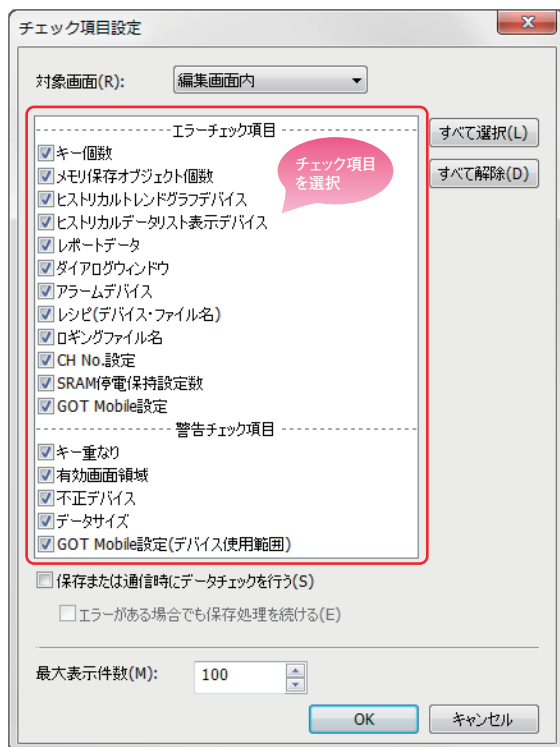 チェック項目設定
対象画面(R): 編集画面内
エラーチェック項目
すべて選択(L)
すべて解除(D)
チェック項目
を選択
キー個数
メモリ保存オブジェクト個数
ヒストリカルトレンドグラフデバイス
ヒストリカルデータリスト表示デバイス
レポートデータ
ダイアログウィンドウ
アラームデバイス
レシピ(デバイス・ファイル名)
ロギングファイル名
CH No.設定
SRAM停電保持設定数
GOT Mobile設定
警告チェック項目
キー重なり
有効画面領域
不正デバイス
データサイズ
GOT Mobile設定(デバイス使用範囲)
保存または通信時にデータチェックを行う(S)
エラーがある場合でも保存処理を続ける(E)
最大表示件数(M): 100
OK キャンセル